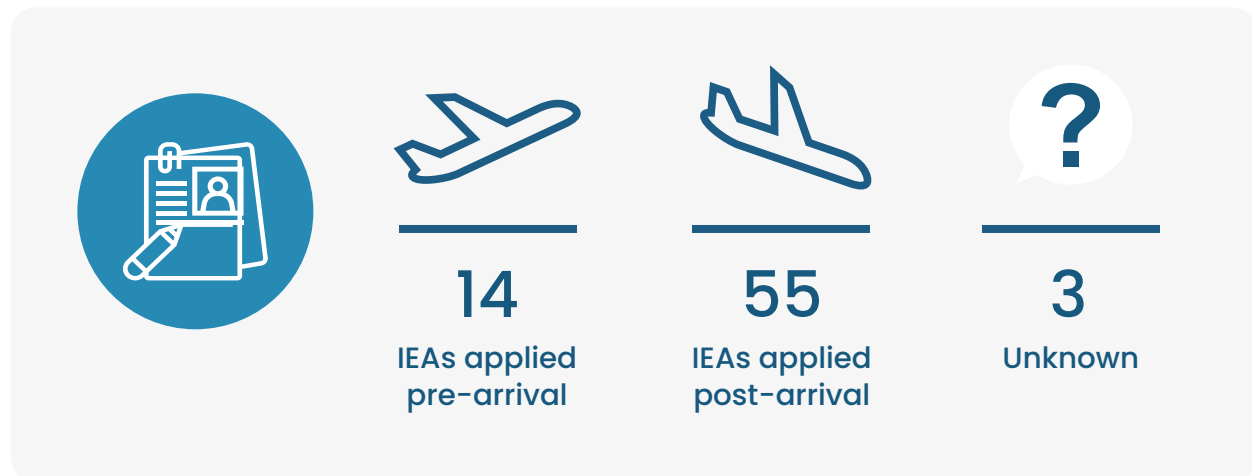 ?
14
IEAs applied
pre-arrival
55
IEAs applied
post-arrival
3
Unknown